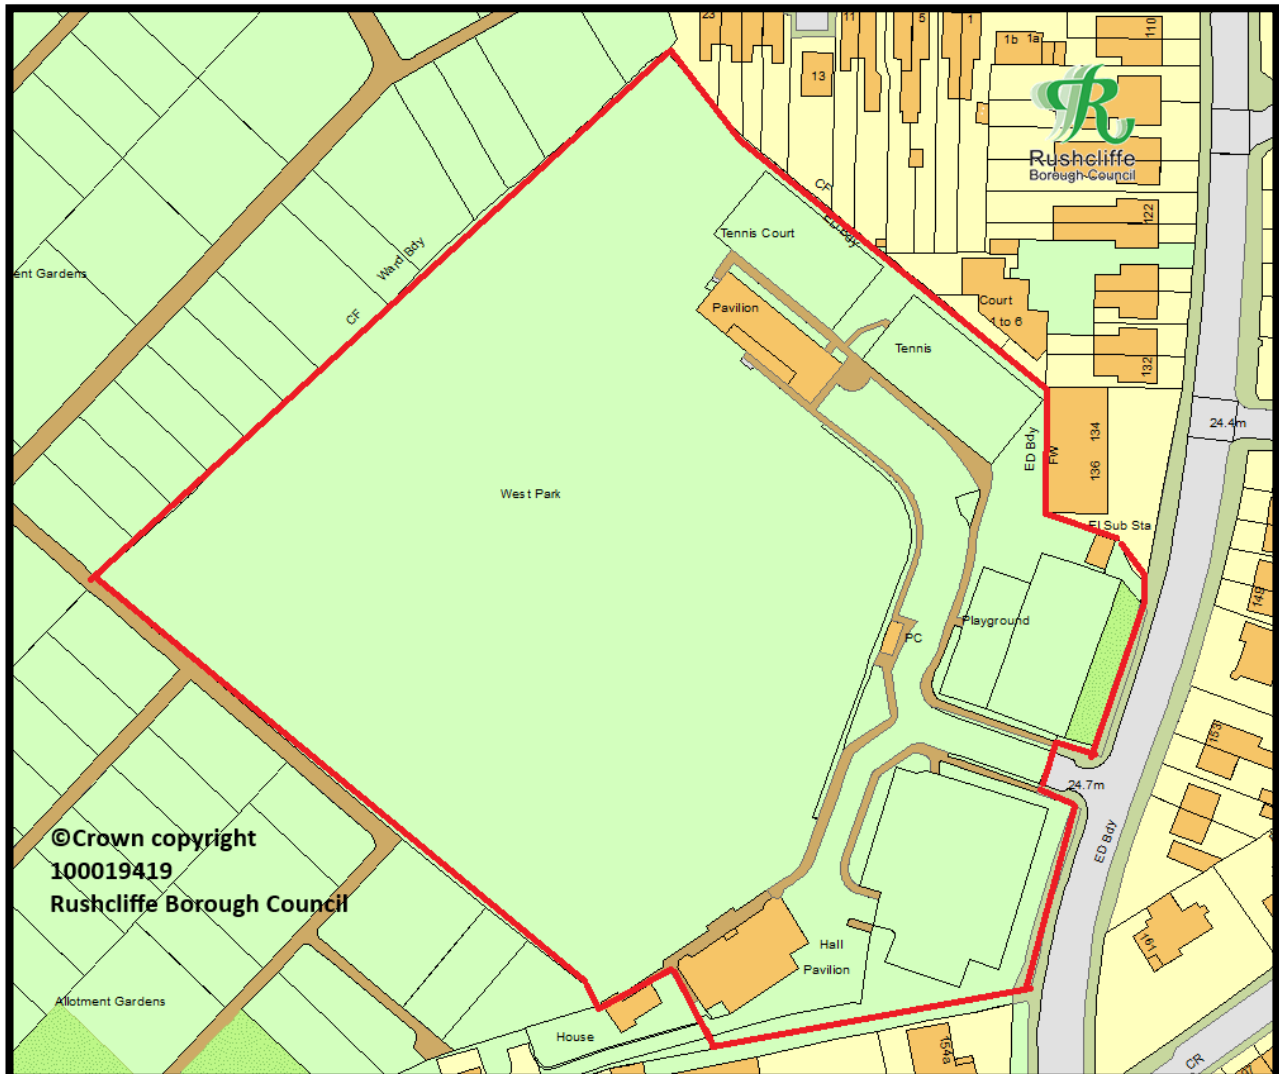 23
11
5
1
1b 1a
110
13
Rushcliffe
Borough Council
CF
122
Tennis Court
ED Bdy
Ward Bdy
ent Gardens
Pavilion
Court
1 to 6
CF
Tennis
132
24.4m
ED Bdy
FW
134
136
West Park
El Sub Sta
149
Playground
PC
153
24.7m
©Crown copyright
100019419
Rushcliffe Borough Council
ED Bdy
Hall
Pavilion
161
Allotment Gardens
House
154a
CR